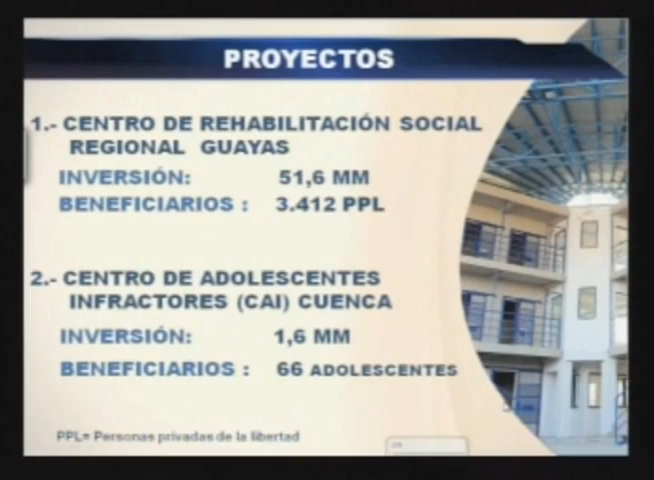 PROYECTOS
1.- CENTRO DE REHABILITACIÓN SOCIAL
REGIONAL GUAYAS
INVERSIÓN: 51,6 MM
BENEFICIARIOS : 3.412 PPL
2.- CENTRO DE ADOLESCENTES
INFRACTORES (CAI) CUENCA
INVERSIÓN: 1,6 MM
BENEFICIARIOS : 66 ADOLESCENTES
PPL= Personas privadas de la libertad